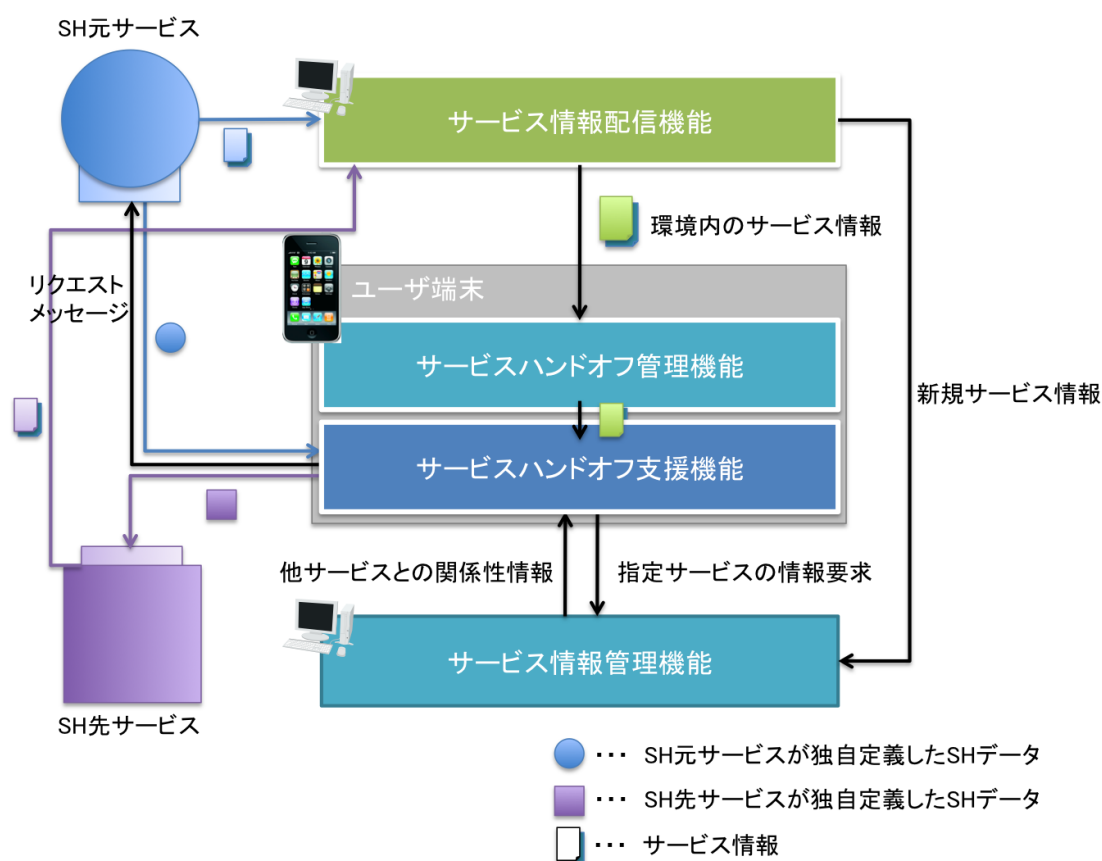 SH元サービス
サービス情報配信機能
環境内のサービス情報
リクエスト
メッセージ
ユーザ端末
サービスハンドオフ管理機能
新規サービス情報
サービスハンドオフ支援機能
他サービスとの関係性情報
指定サービスの情報要求
サービス情報管理機能
SH先サービス
・・・ SH元サービスが独自定義したSHデータ
・・・ SH先サービスが独自定義したSHデータ
・・・ サービス情報